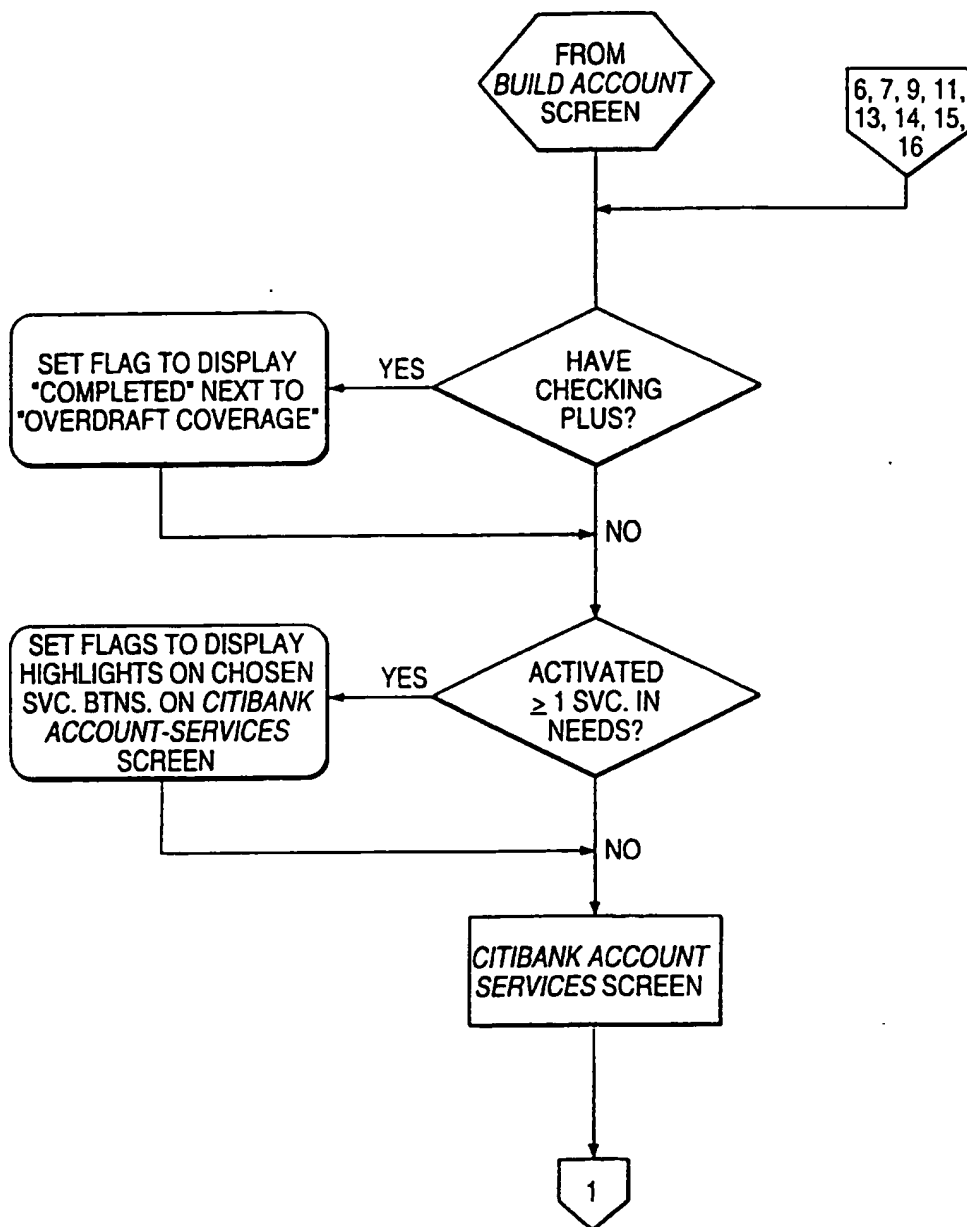 FROM
BUILD ACCOUNT
SCREEN
6, 7, 9, 11,
13, 14, 15,
16
HAVE
CHECKING
PLUS?
YES
SET FLAG TO DISPLAY
"COMPLETED" NEXT TO
"OVERDRAFT COVERAGE"
NO
ACTIVATED
≥ 1 SVC. IN
NEEDS?
YES
SET FLAGS TO DISPLAY
HIGHLIGHTS ON CHOSEN
SVC. BTNS. ON CITIBANK
ACCOUNT-SERVICES
SCREEN
NO
CITIBANK ACCOUNT
SERVICES SCREEN
1